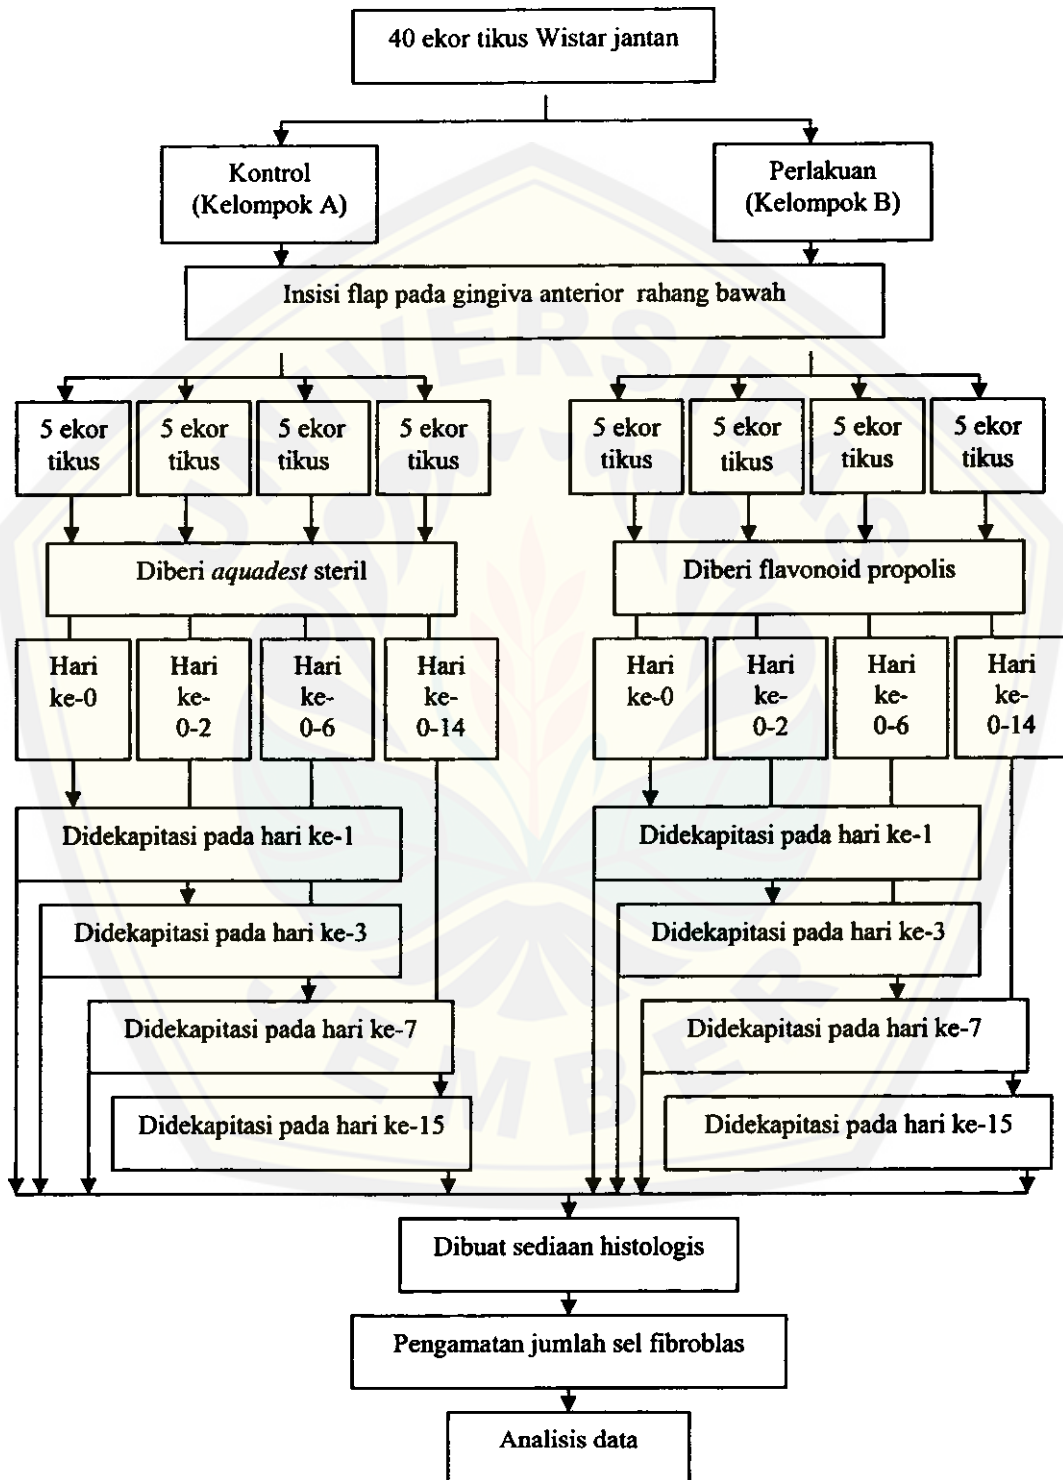 40 ekor tikus Wistar jantan
Kontrol
(Kelompok A)
Perlakuan
(Kelompok B)
Insisi flap pada gingiva anterior rahang bawah
5 ekor
tikus
5 ekor
tikus
5 ekor
tikus
5 ekor
tikus
5 ekor
tikus
5 ekor
tikus
5 ekor
tikus
5 ekor
tikus
Diberi aquadest steril
Diberi flavonoid propolis
Hari
ke-0
Hari
ke-
0-2
Hari
ke-
0-6
Hari
ke-
0-14
Hari
ke-0
Hari
ke-
0-2
Hari
ke-
0-6
Hari
ke-
0-14
Didekapitasi pada hari ke-1
Didekapitasi pada hari ke-1
Didekapitasi pada hari ke-3
Didekapitasi pada hari ke-3
Didekapitasi pada hari ke-7
Didekapitasi pada hari ke-7
Didekapitasi pada hari ke-15
Didekapitasi pada hari ke-15
Dibuat sediaan histologis
Pengamatan jumlah sel fibroblas
Analisis data
UNIVERSITAS
JEMBER